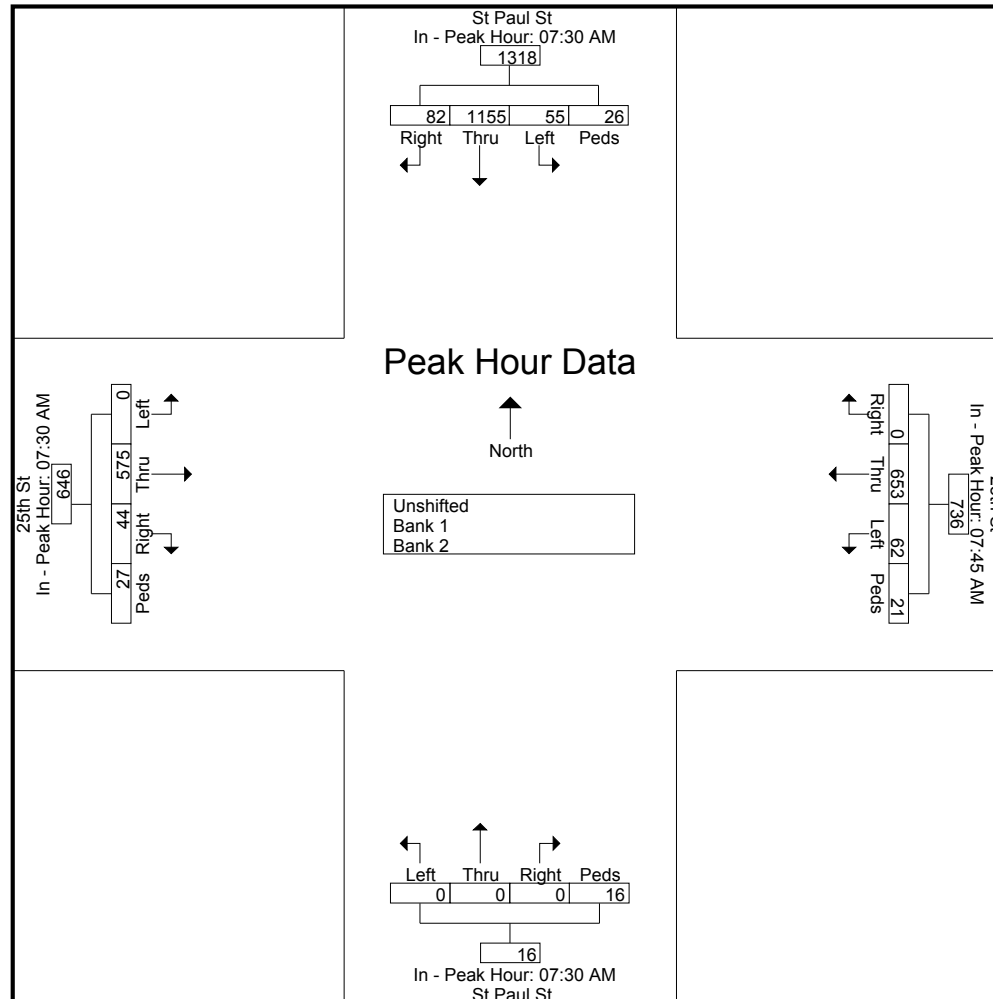 St Paul St
In - Peak Hour: 07:30 AM
1318
82 1155 55 26
Right Thru Left Peds
Peak Hour Data
North
Unshifted
Bank 1
Bank 2
25th St
In - Peak Hour: 07:30 AM
646
0 575 44 27
Left Thru Right Peds
Right Thru Left Peds
0 653 62 21
736
In - Peak Hour: 07:45 AM
Left Thru Right Peds
0 0 0 16
16
In - Peak Hour: 07:30 AM
St Paul St